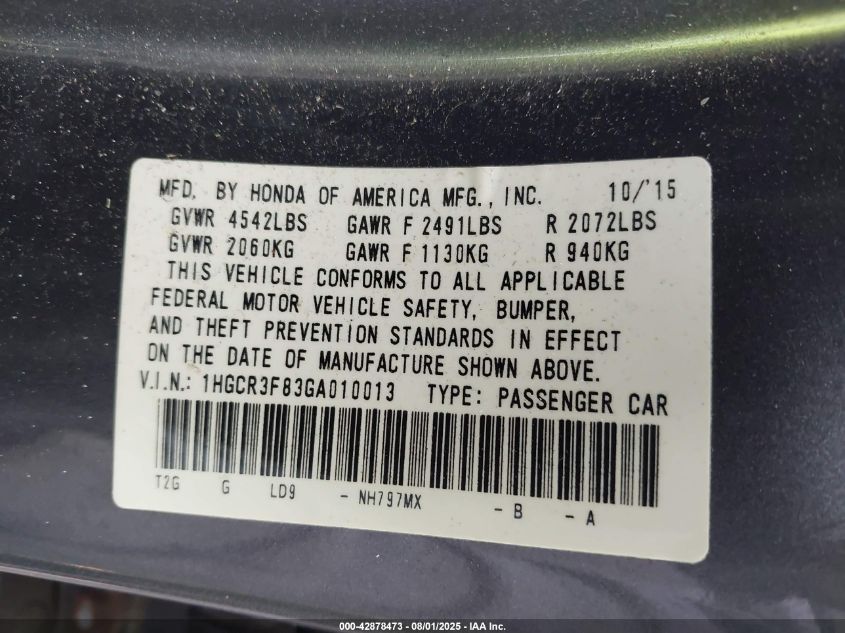 MFD. BY HONDA OF AMERICA MFG., INC. 10/'15
GVWR 4542LBS GAWR F 2491LBS R 2072LBS
GVWR 2060KG GAWR F 1130KG R 940KG
THIS VEHICLE CONFORMS TO ALL APPLICABLE
FEDERAL MOTOR VEHICLE SAFETY, BUMPER,
AND THEFT PREVENTION STANDARDS IN EFFECT
ON THE DATE OF MANUFACTURE SHOWN ABOVE.
V.I.N.: 1HGCR3F83GA010013 TYPE: PASSENGER CAR
T2G G LD9 - NH797MX - B - A
000-42878473 — 08/01/2025 - IAA Inc.